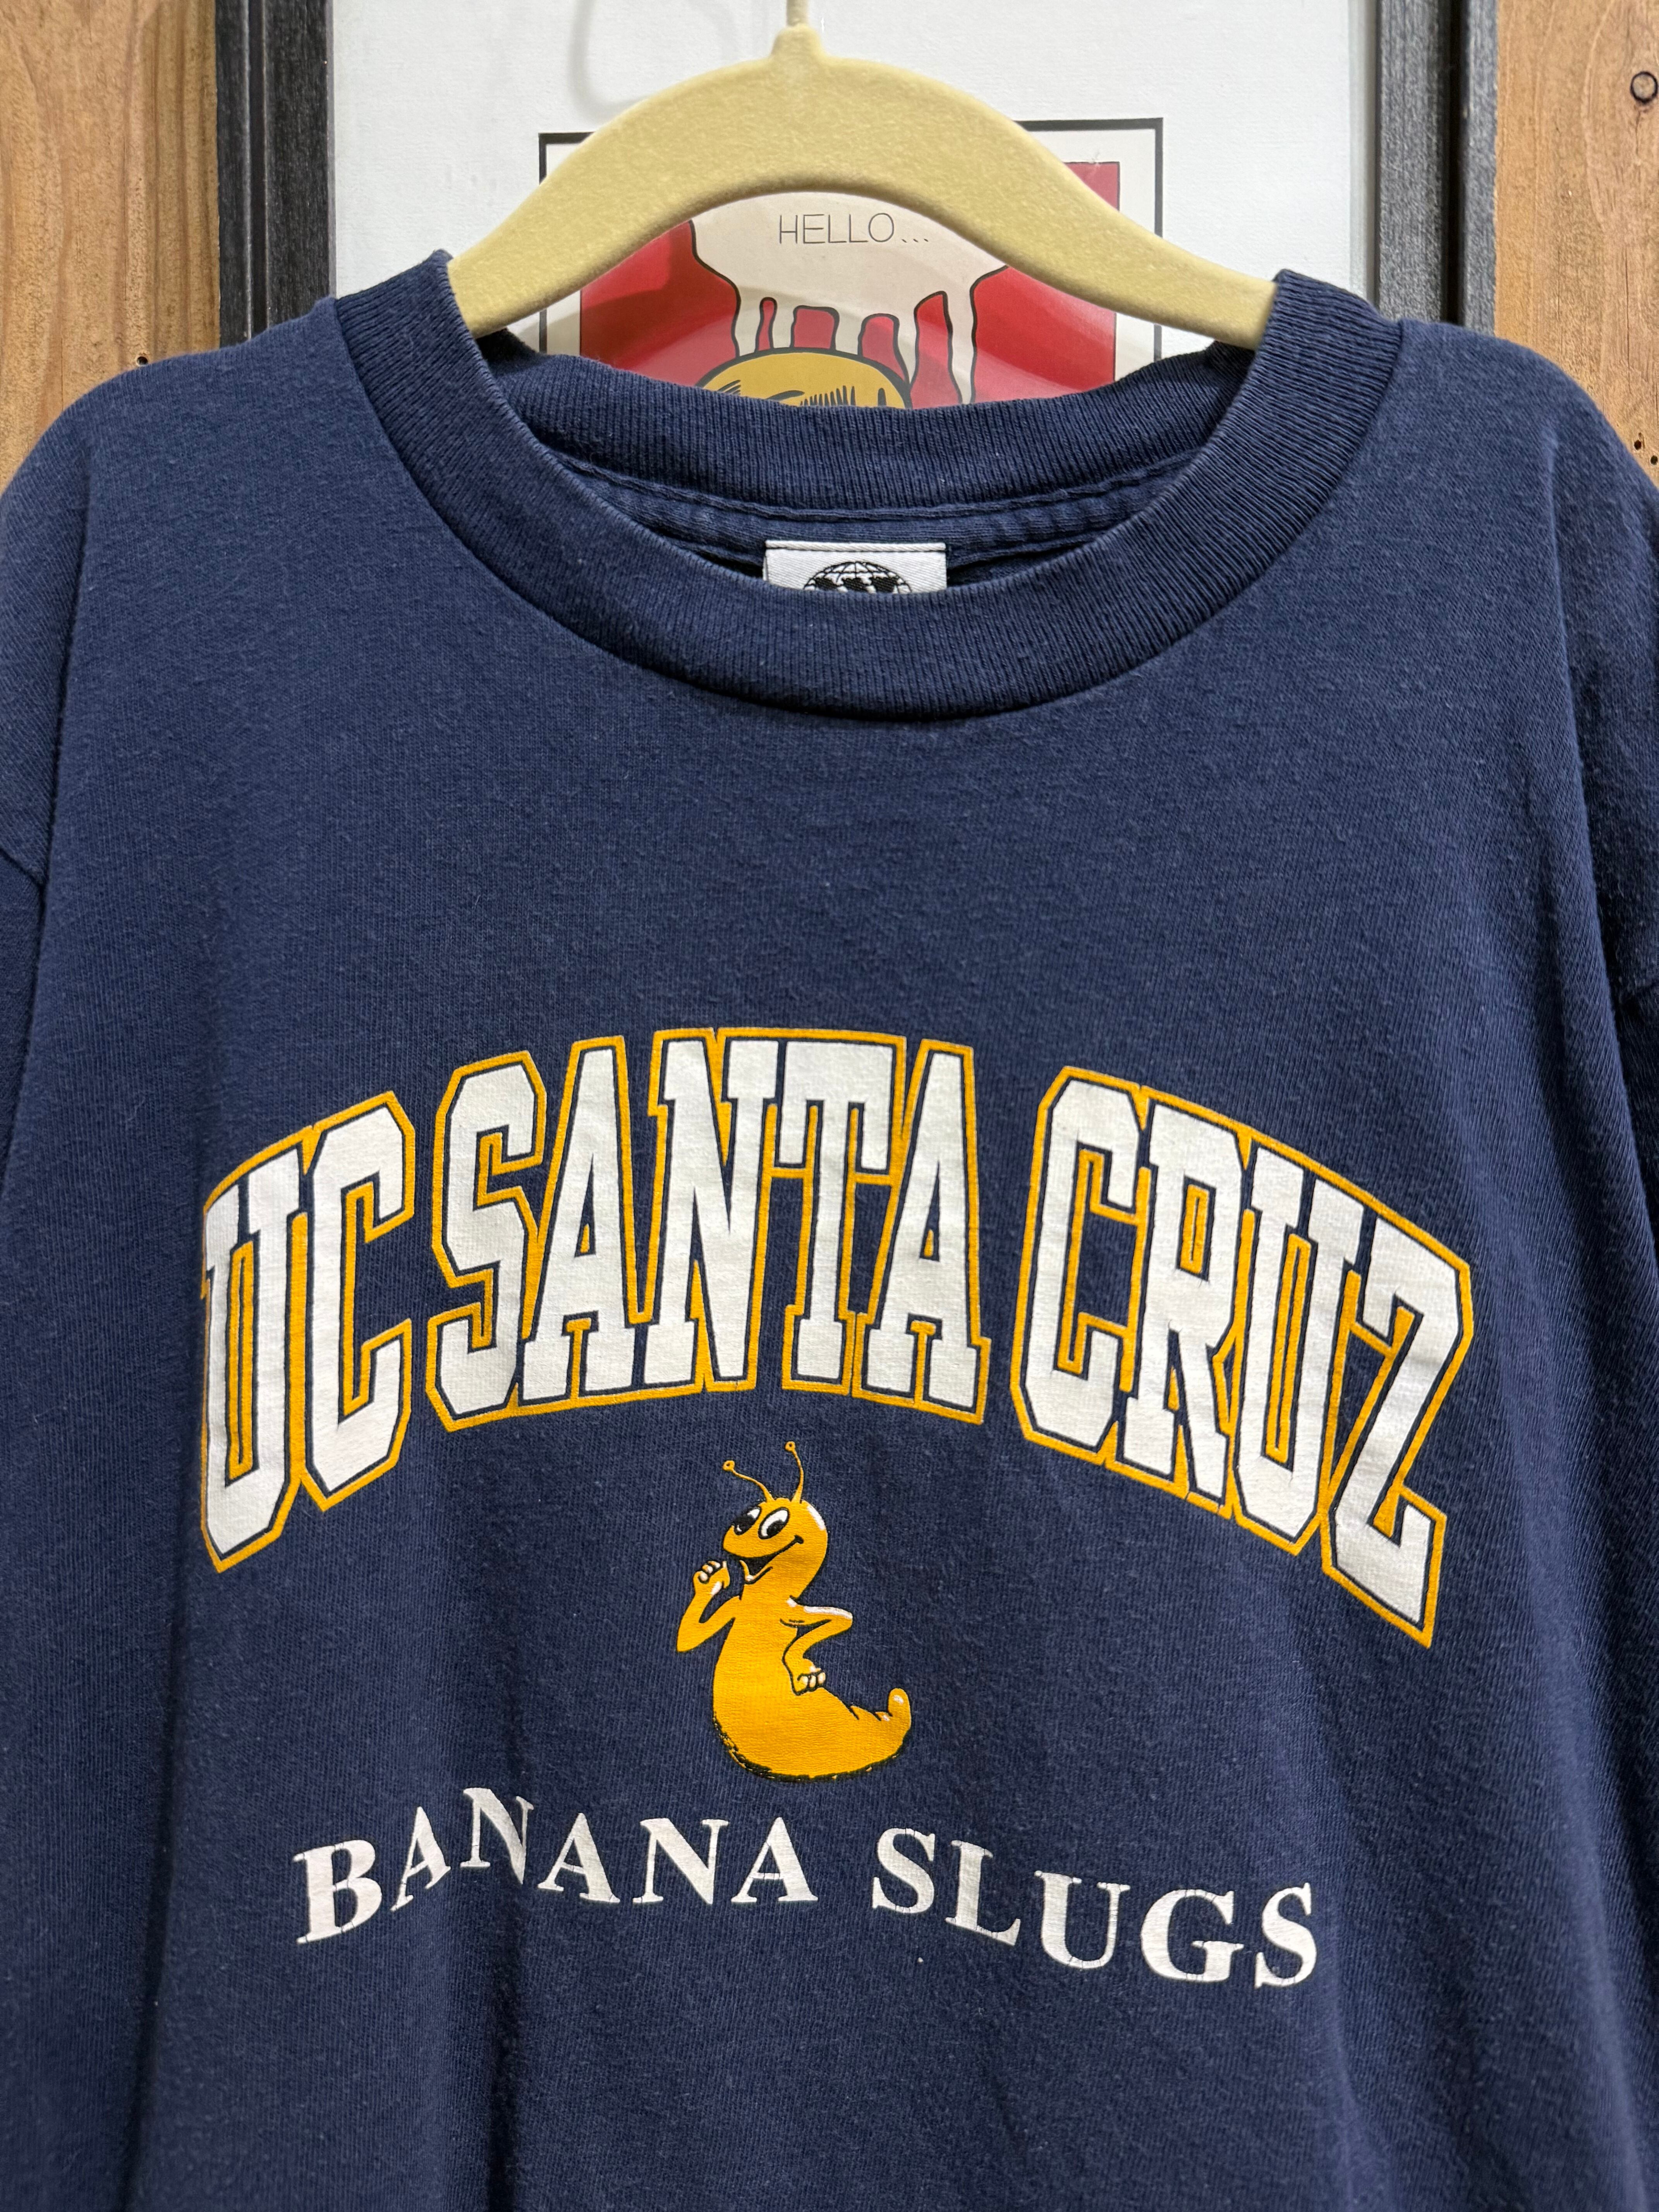 HELLO...
UC SANTA CRUZ
BANANA SLUGS